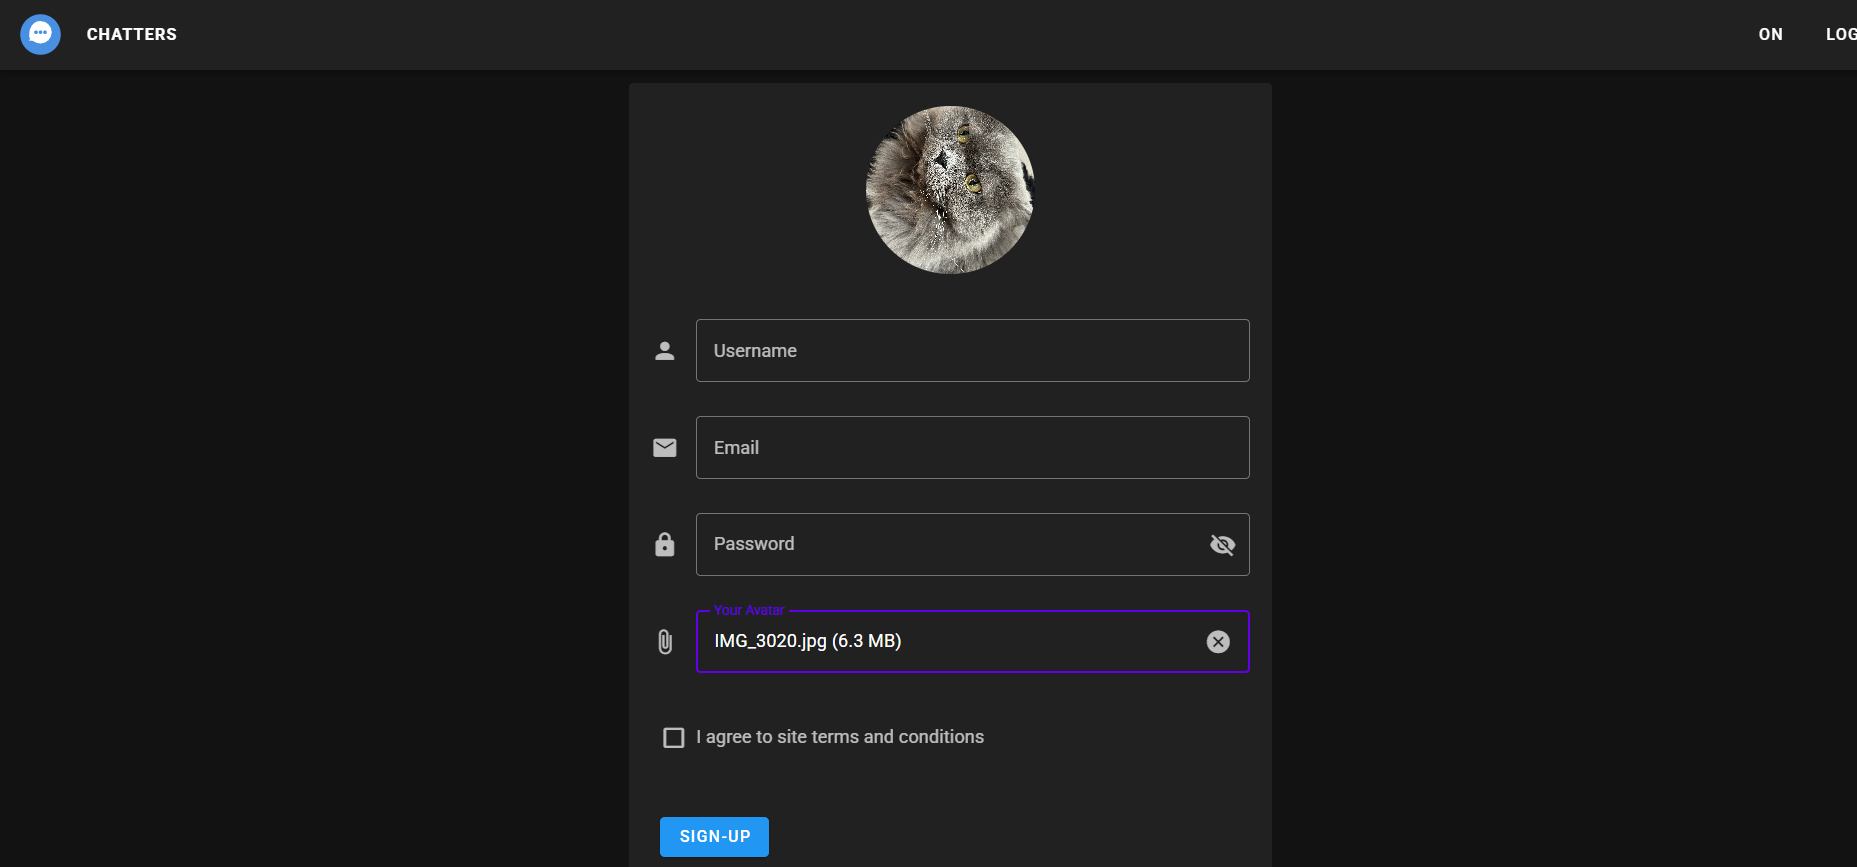 CHATTERS
ON
LOG
Username
Email
Password
Your Avatar
IMG_3020.jpg (6.3 MB)
I agree to site terms and conditions
SIGN-UP